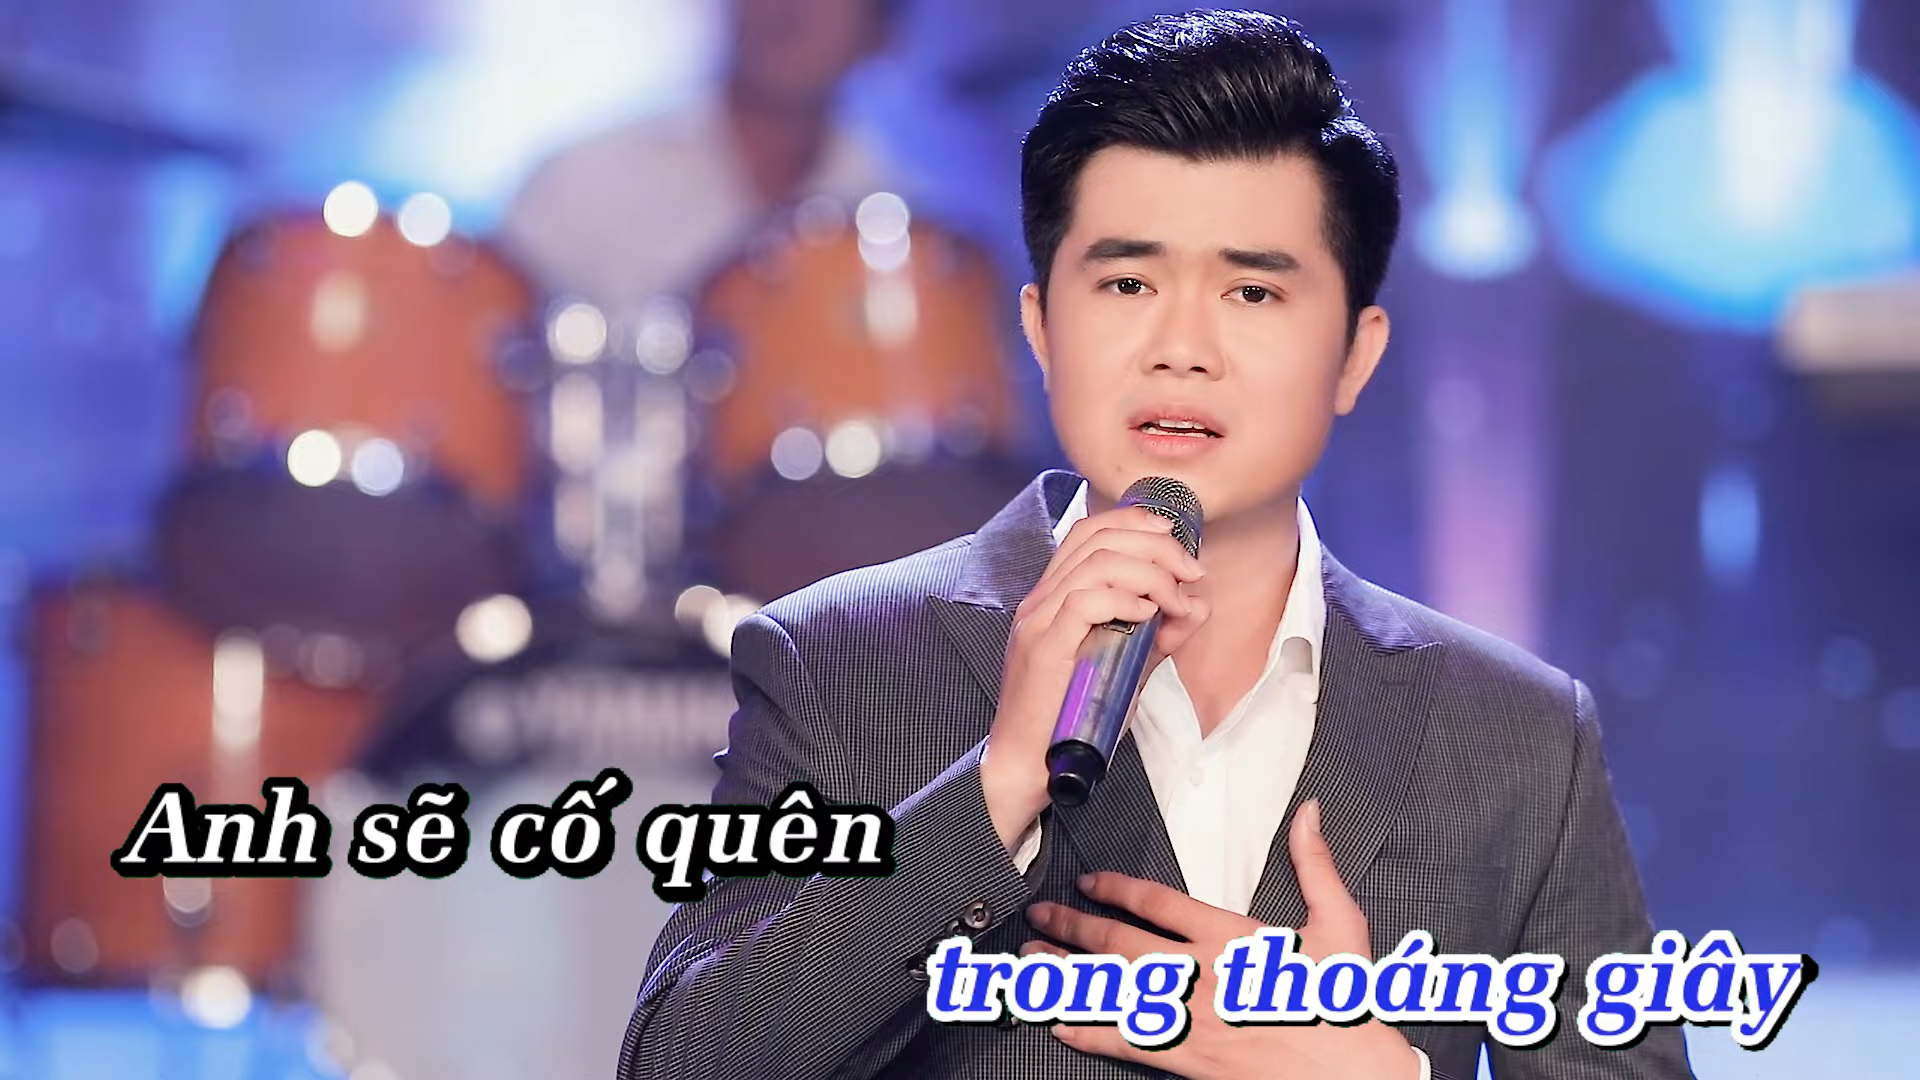 Anh sẽ cố quên
trong thoáng giây